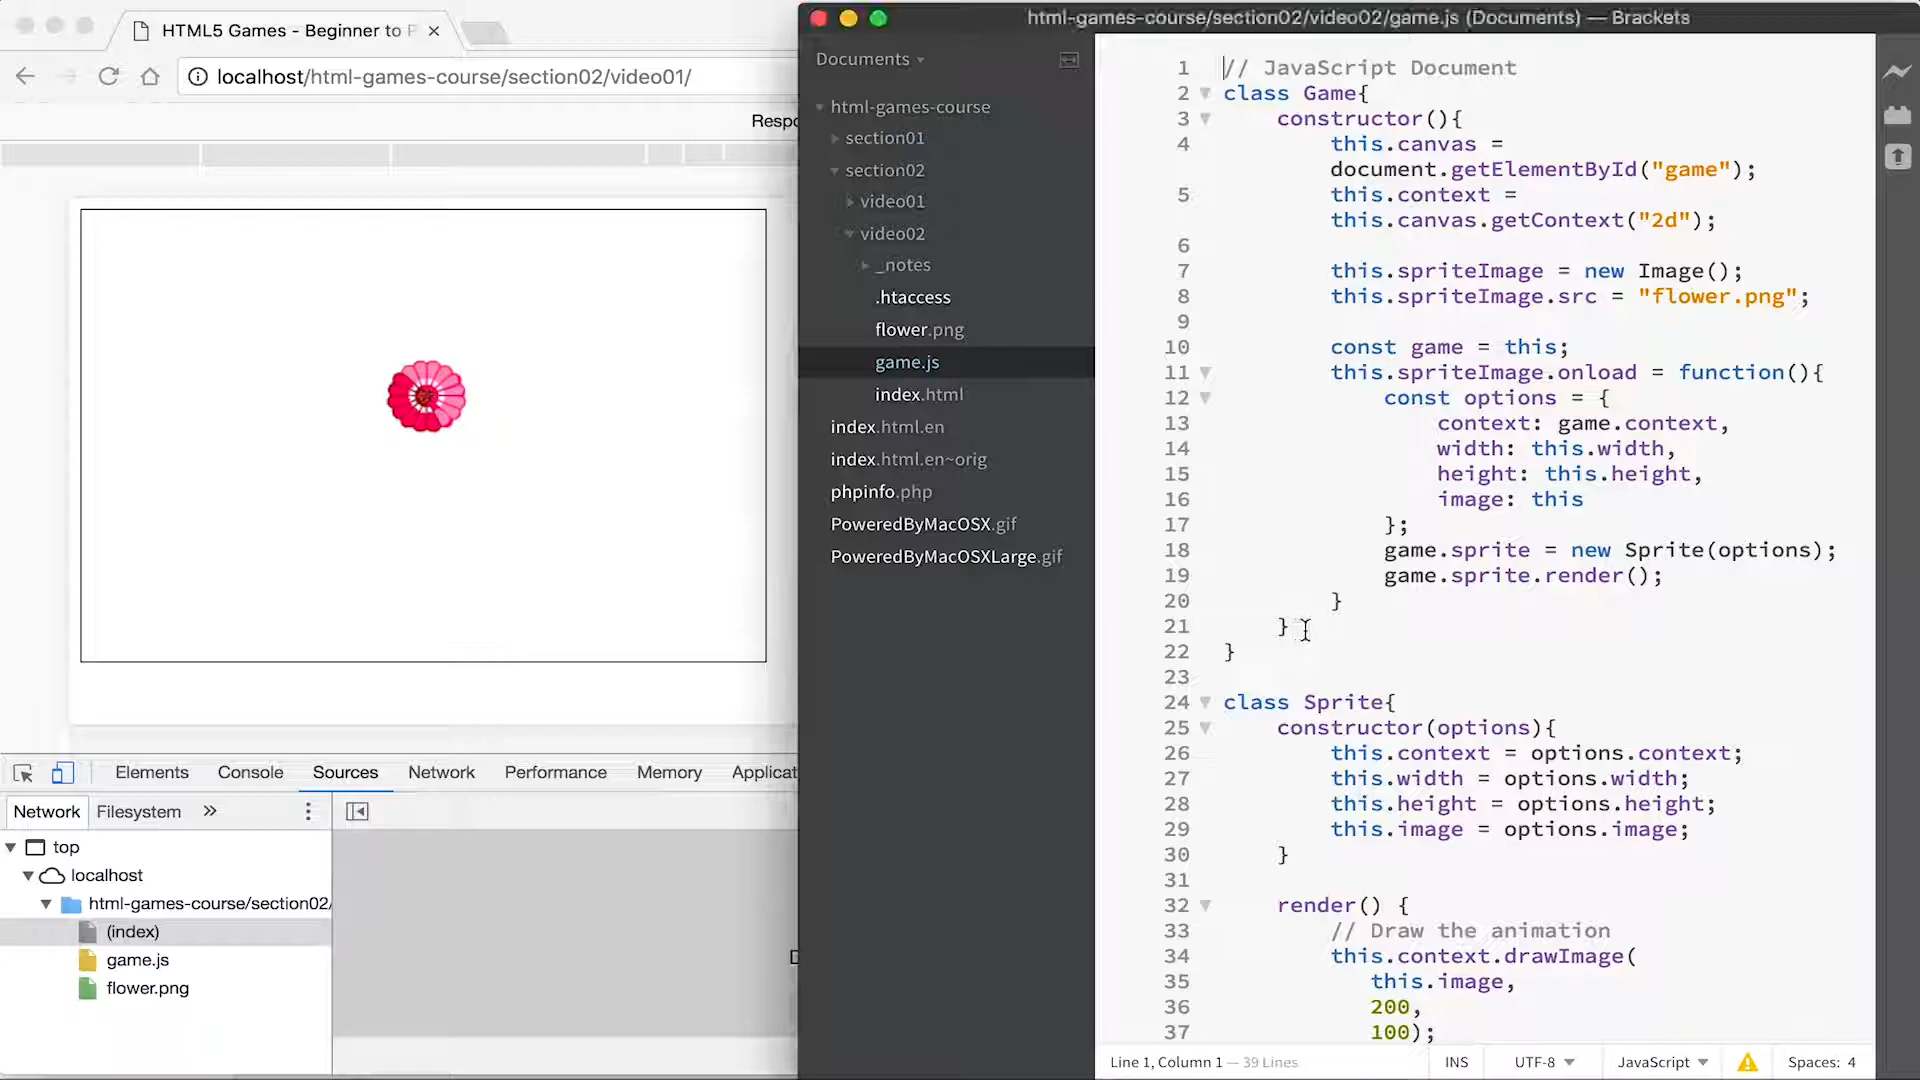 HTML5 Games - Beginner to P
localhost/html-games-course/section02/video01/
Respo
Elements Console Sources Network Performance Memory Applicat
Network Filesystem
top
localhost
html-games-course/section02/
(index)
game.js
flower.png
html-games-course/section02/video02/game.js (Documents) — Brackets
Documents
html-games-course
section01
section02
video01
video02
_notes
.htaccess
flower.png
game.js
index.html
index.html.en
index.html.en~orig
phpinfo.php
PoweredByMacOSX.gif
PoweredByMacOSXLarge.gif
1 // JavaScript Document
2 class Game{
3 constructor(){
4 this.canvas =
document.getElementById("game");
5 this.context =
this.canvas.getContext("2d");
6
7 this.spriteImage = new Image();
8 this.spriteImage.src = "flower.png";
9
10 const game = this;
11 this.spriteImage.onload = function(){
12 const options = {
13 context: game.context,
14 width: this.width,
15 height: this.height,
16 image: this
17 };
18 game.sprite = new Sprite(options);
19 game.sprite.render();
20 }
21 }
22 }
23
24 class Sprite{
25 constructor(options){
26 this.context = options.context;
27 this.width = options.width;
28 this.height = options.height;
29 this.image = options.image;
30 }
31
32 render() {
33 // Draw the animation
34 this.context.drawImage(
35 this.image,
36 200,
37 100);
Line 1, Column 1 — 39 Lines INS UTF-8 JavaScript Spaces: 4